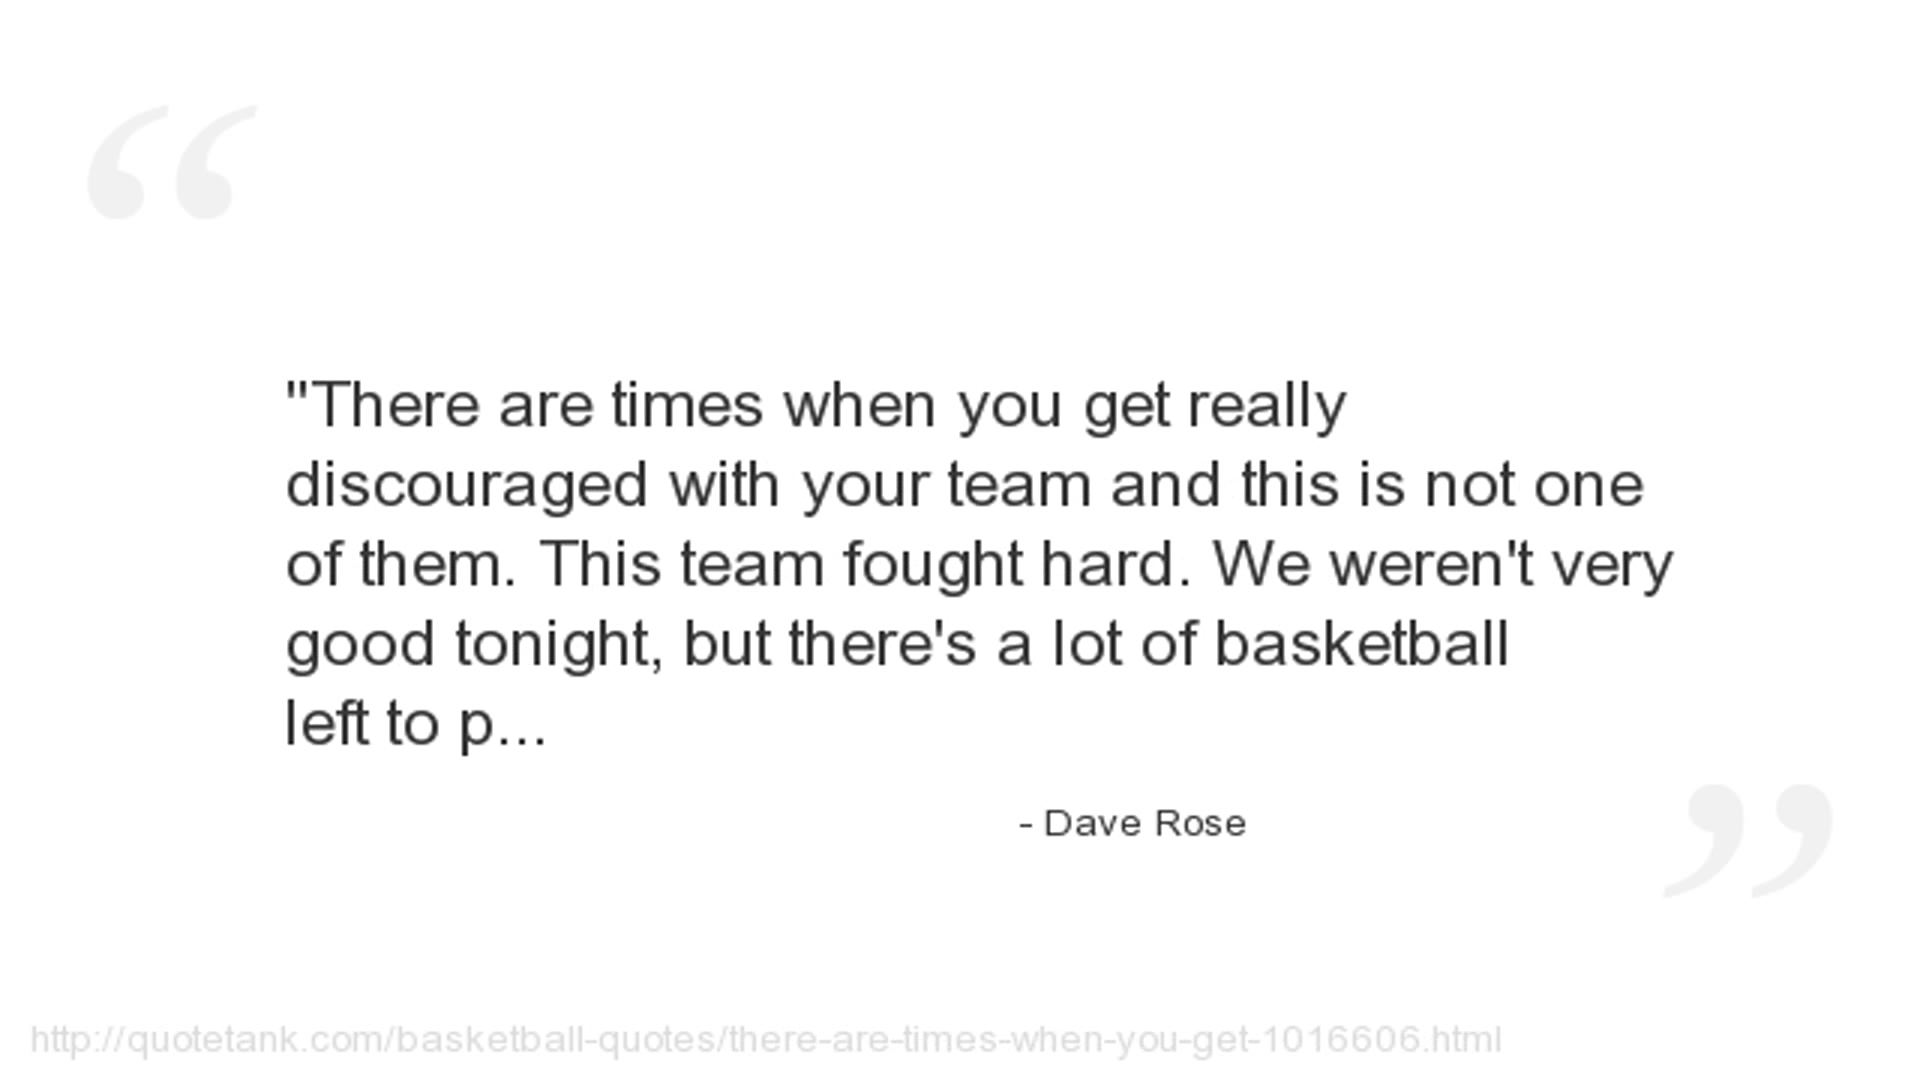 "There are times when you get really
discouraged with your team and this is not one
of them. This team fought hard. We weren't very
good tonight, but there's a lot of basketball
left to p...
- Dave Rose
http://quotetank.com/basketball-quotes/there-are-times-when-you-get-1016606.html